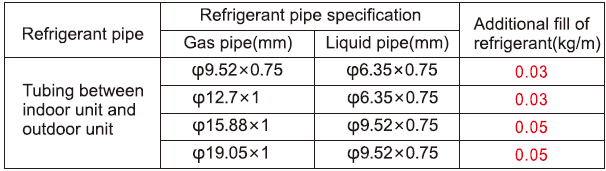 Refrigerant pipe
Refrigerant pipe specification
Additional fill of
refrigerant(kg/m)
Gas pipe(mm)
Liquid pipe(mm)
Tubing between
indoor unit and
outdoor unit
φ9.52×0.75
φ6.35×0.75
0.03
φ12.7×1
φ6.35×0.75
0.03
φ15.88×1
φ9.52×0.75
0.05
φ19.05×1
φ9.52×0.75
0.05